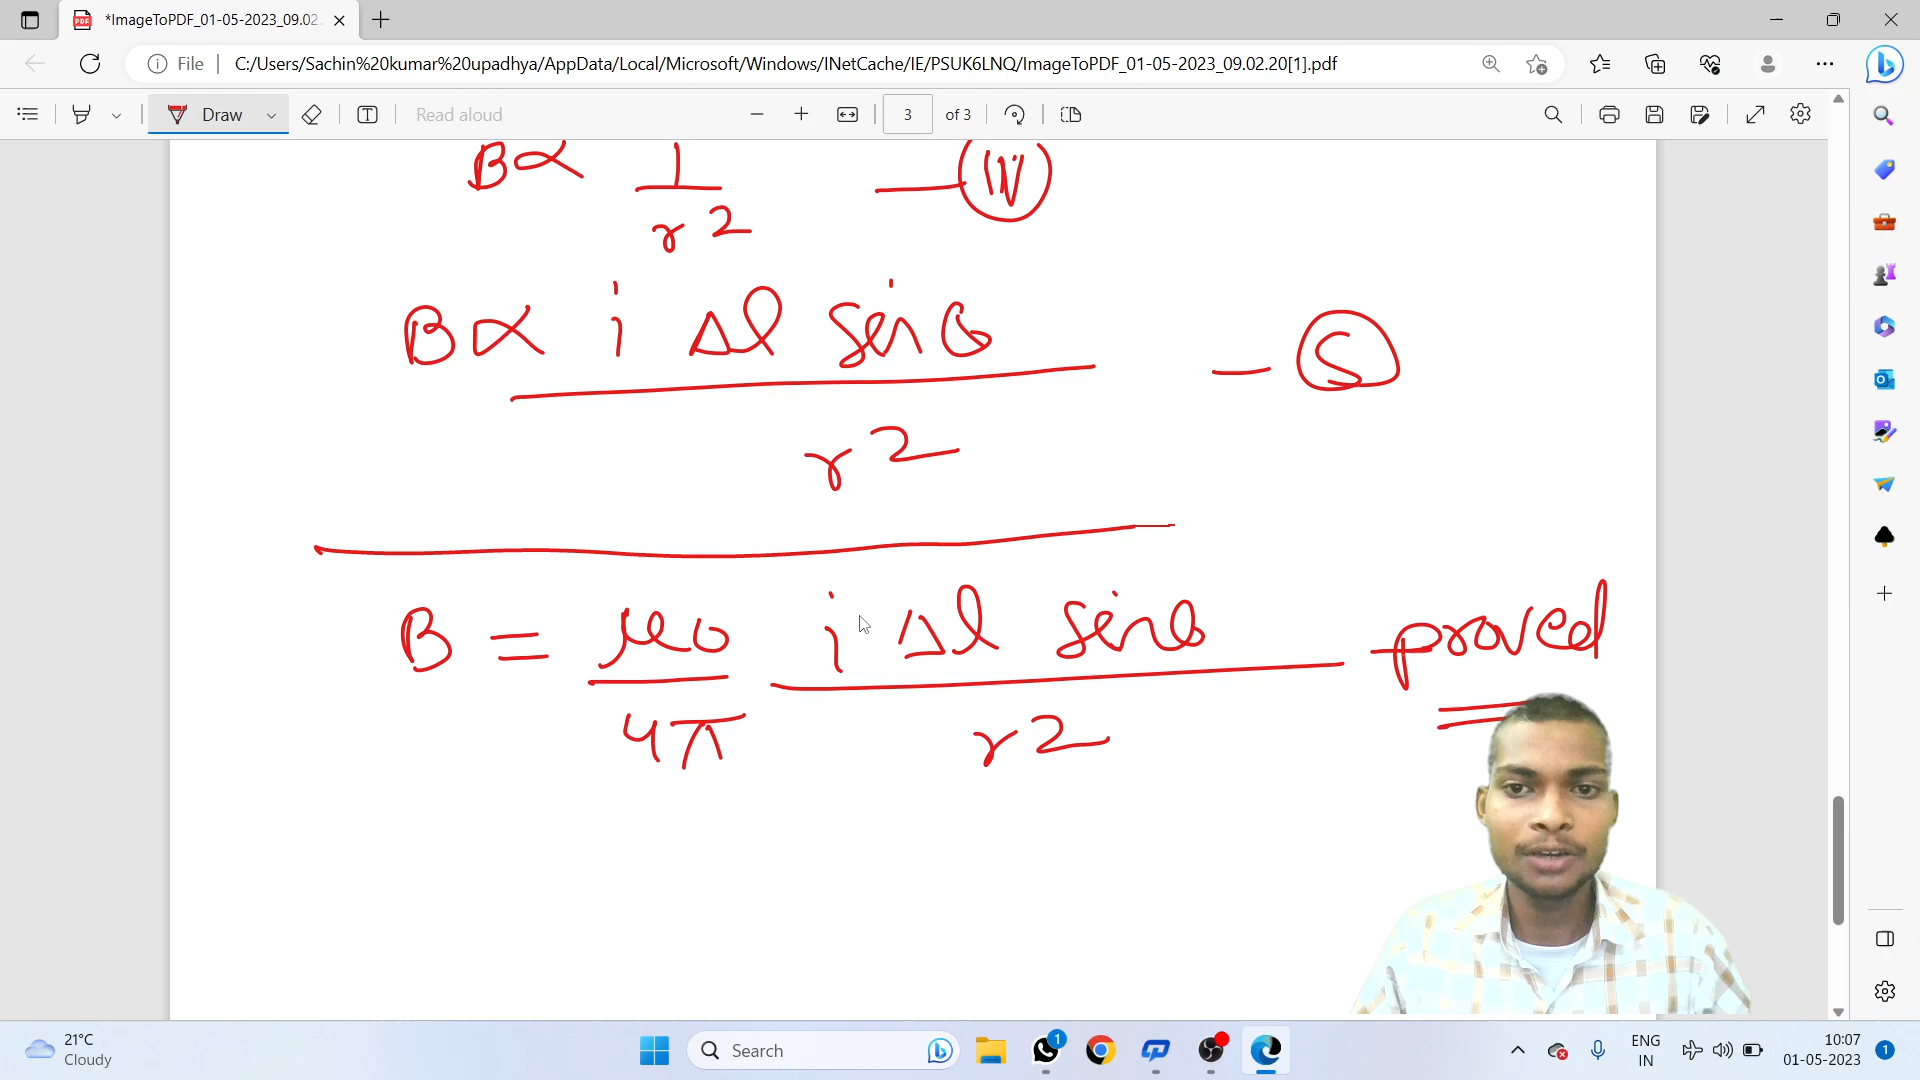 *ImageToPDF_01-05-2023_09.02.
File
C:/Users/Sachin%20kumar%20upadhya/AppData/Local/Microsoft/Windows/INetCache/IE/PSUK6LNQ/ImageToPDF_01-05-2023_09.02.20[1].pdf
Draw
Read aloud
3 of 3
B∝ 1 — IV
r2
B∝ i Δl sinθ — 5
r2
B = μ0 i Δl sinθ proved
4π r2
21°C
Cloudy
Search
1
ENG
IN
10:07
01-05-2023
1